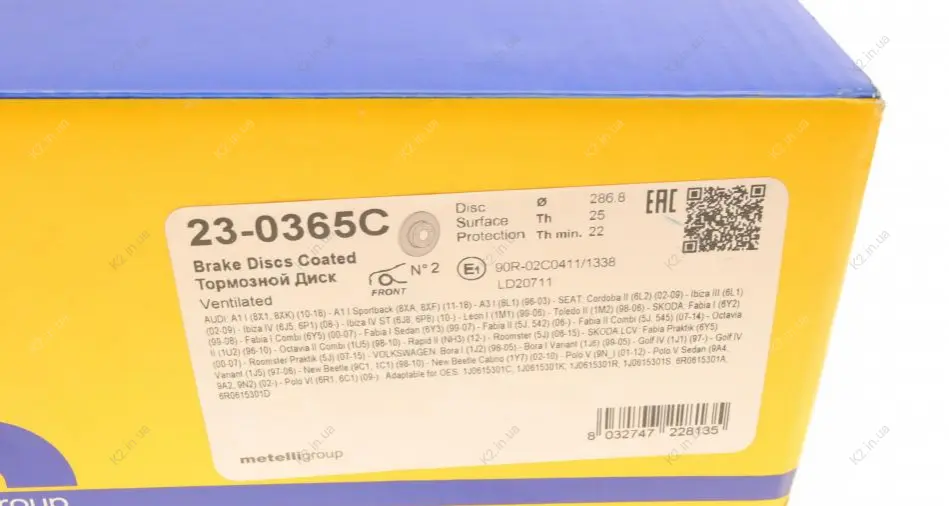 23-0365C
Brake Discs Coated
Тормозной Диск
Ventilated
FRONT
N°2
Disc Ø 286.8
Surface Th 25
Protection Th min. 22
EAC
E1
90R-02C0411/1338
LD20711
AUDI: A1 I (8X1, 8XK) (10-18) - A1 I Sportback (8XA, 8XF) (11-18) - A3 I (8L1) (96-03) - SEAT: Cordoba II (6L2) (02-09) - Ibiza III (6L1)
(02-09) - Ibiza IV (6J5, 6P1) (08-) - Ibiza IV ST (6J8, 6P8) (10-) - Leon I (1M1) (99-06) - Toledo II (1M2) (98-06) - SKODA: Fabia I (6Y2)
(99-08) - Fabia I Combi (6Y5) (00-07) - Fabia I Sedan (6Y3) (99-07) - Fabia II (5J, 542) (06-) - Fabia II Combi (5J, 545) (07-14) - Octavia
II (1U2) (96-10) - Octavia II Combi (1U5) (98-10) - Rapid II (NH3) (12-) - Roomster (5J) (06-15) - SKODA LCV: Fabia Praktik (6Y5)
(00-07) - Roomster Praktik (5J) (07-15) - VOLKSWAGEN: Bora I (1J2) (98-05) - Bora I Variant (1J6) (98-05) - Golf IV (1J1) (97-) - Golf IV
Variant (1J5) (97-06) - New Beetle (9C1, 1C1) (98-10) - New Beetle Cabrio (1Y7) (02-10) - Polo V (9N_) (01-12) - Polo V Sedan (9A4,
9A2, 9N2) (02-) - Polo VI (6R1, 6C1) (09-). Adaptable for OES: 1J0615301C, 1J0615301K, 1J0615301R, 1J0615301S, 6R0615301A,
6R0615301D
8 032747 228135
metelligroup
group
K2.in.ua